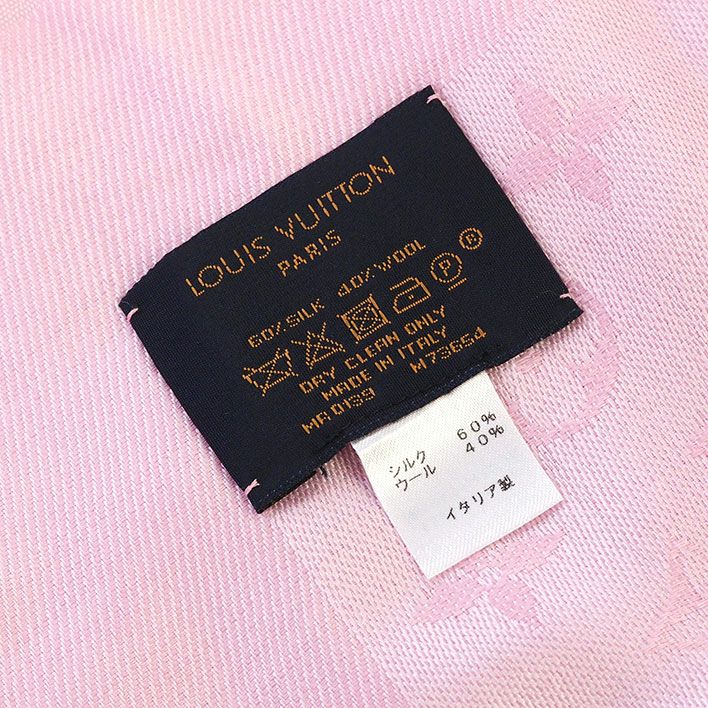 LOUIS VUITTON
PARIS
®
60% SILK 40% WOOL
P
DRY CLEAN ONLY
MADE IN ITALY
MR0139 M73654
シルク 60%
ウール 40%
イタリア製